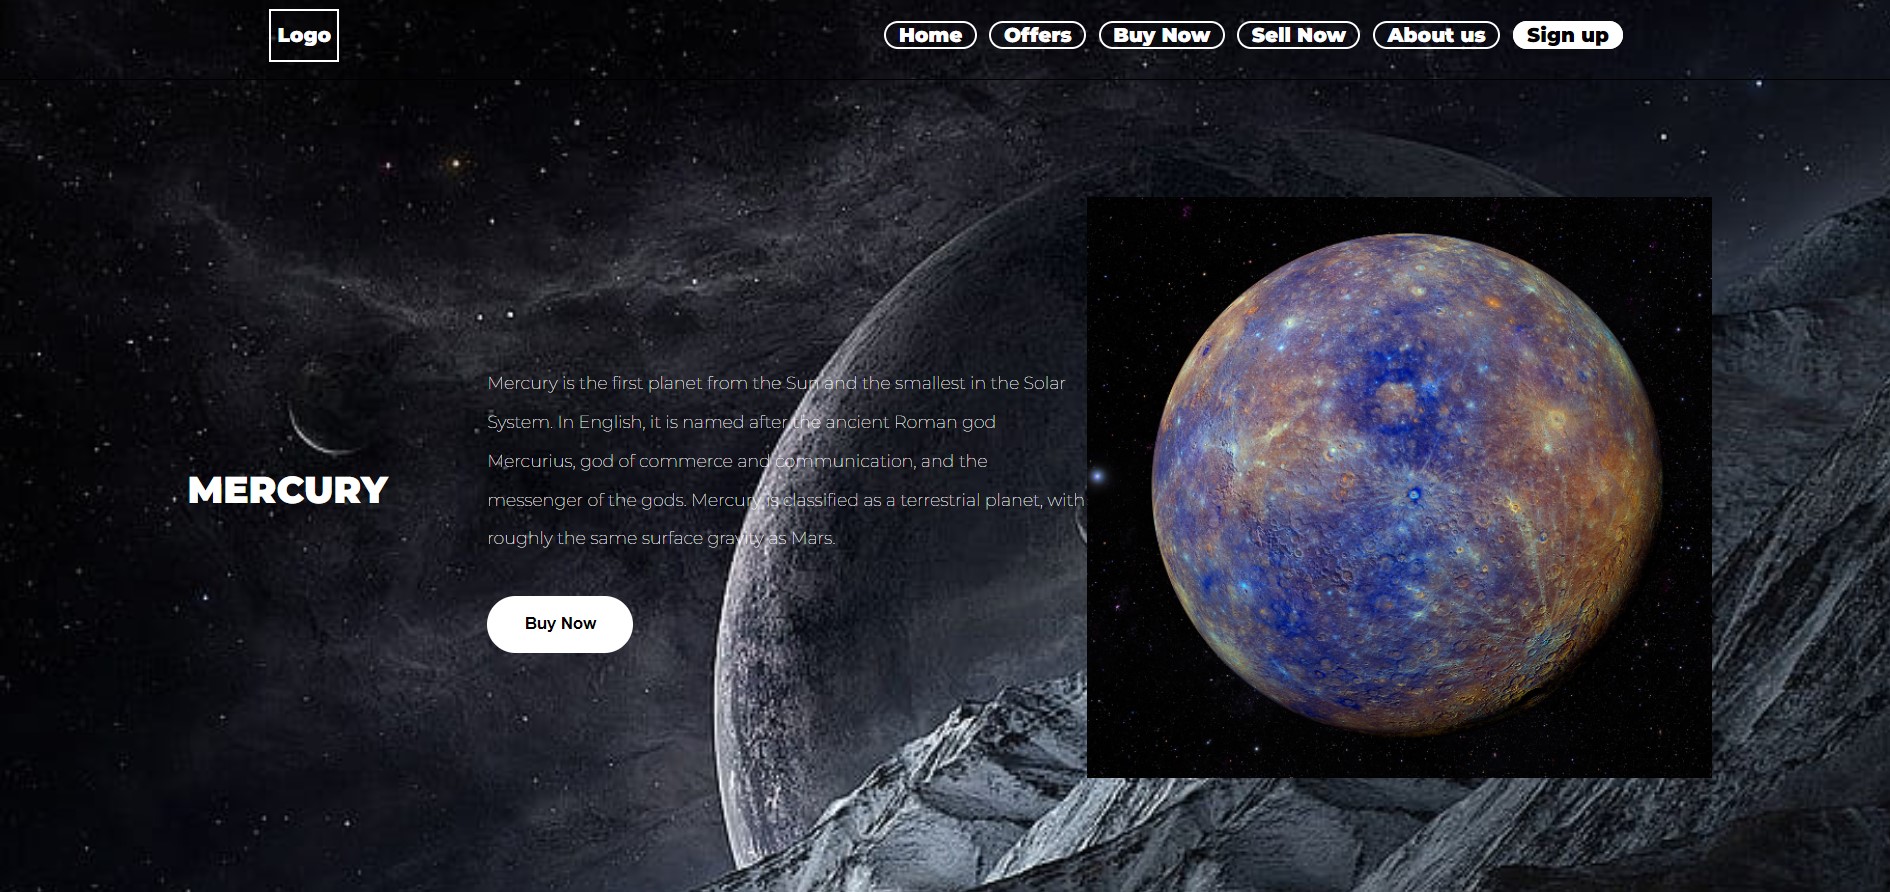 Logo
Home
Offers
Buy Now
Sell Now
About us
Sign up
MERCURY
Mercury is the first planet from the Sun and the smallest in the Solar
System. In English, it is named after the ancient Roman god
Mercurius, god of commerce and communication, and the
messenger of the gods. Mercury is classified as a terrestrial planet, with
roughly the same surface gravity as Mars.
Buy Now